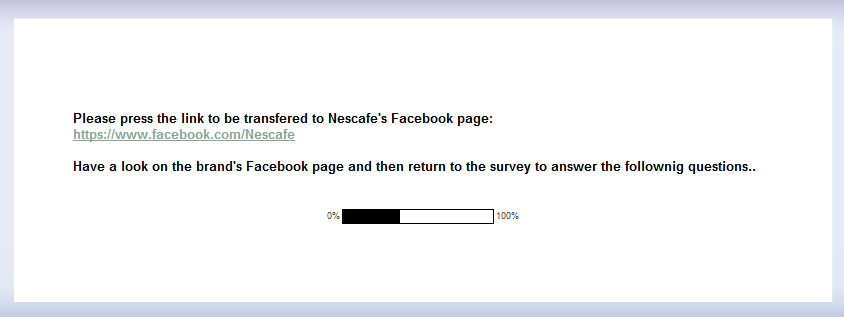 Please press the link to be transfered to Nescafe's Facebook page:
https://www.facebook.com/Nescafe
Have a look on the brand's Facebook page and then return to the survey to answer the follownig questions..
0% 100%